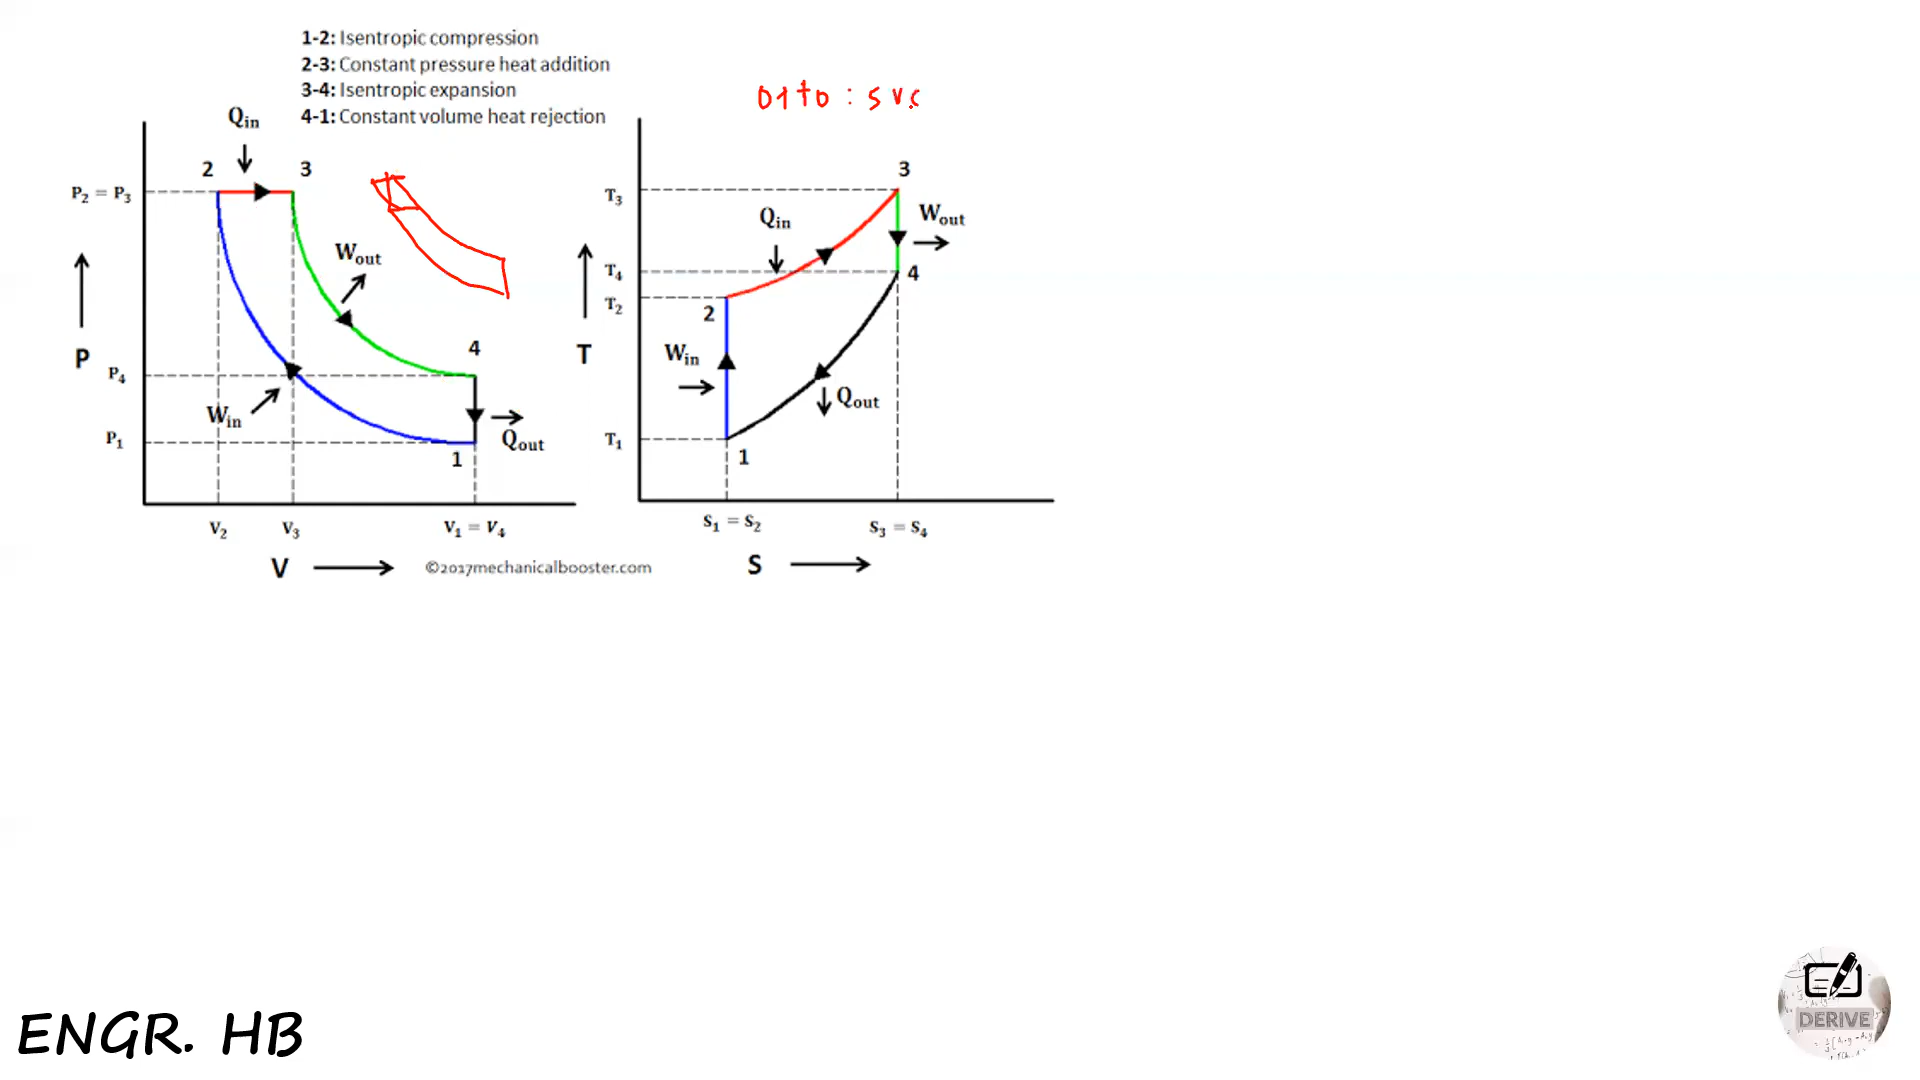 1-2: Isentropic compression
2-3: Constant pressure heat addition
3-4: Isentropic expansion
4-1: Constant volume heat rejection
Otto : SVS
Qin
2
3
P2 = P3
Wout
P
P4
4
Win
P1
1
Qout
V2
V3
V1 = V4
V
©2017mechanicalbooster.com
3
T3
Qin
Wout
T4
4
T2
2
T
Win
Qout
T1
1
S1 = S2
S3 = S4
S
ENGR. HB
DERIVE